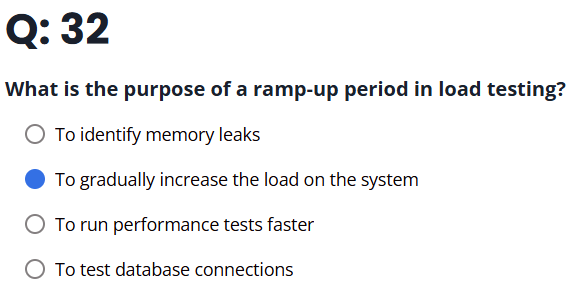 Q: 32
What is the purpose of a ramp-up period in load testing?
To identify memory leaks
To gradually increase the load on the system
To run performance tests faster
To test database connections